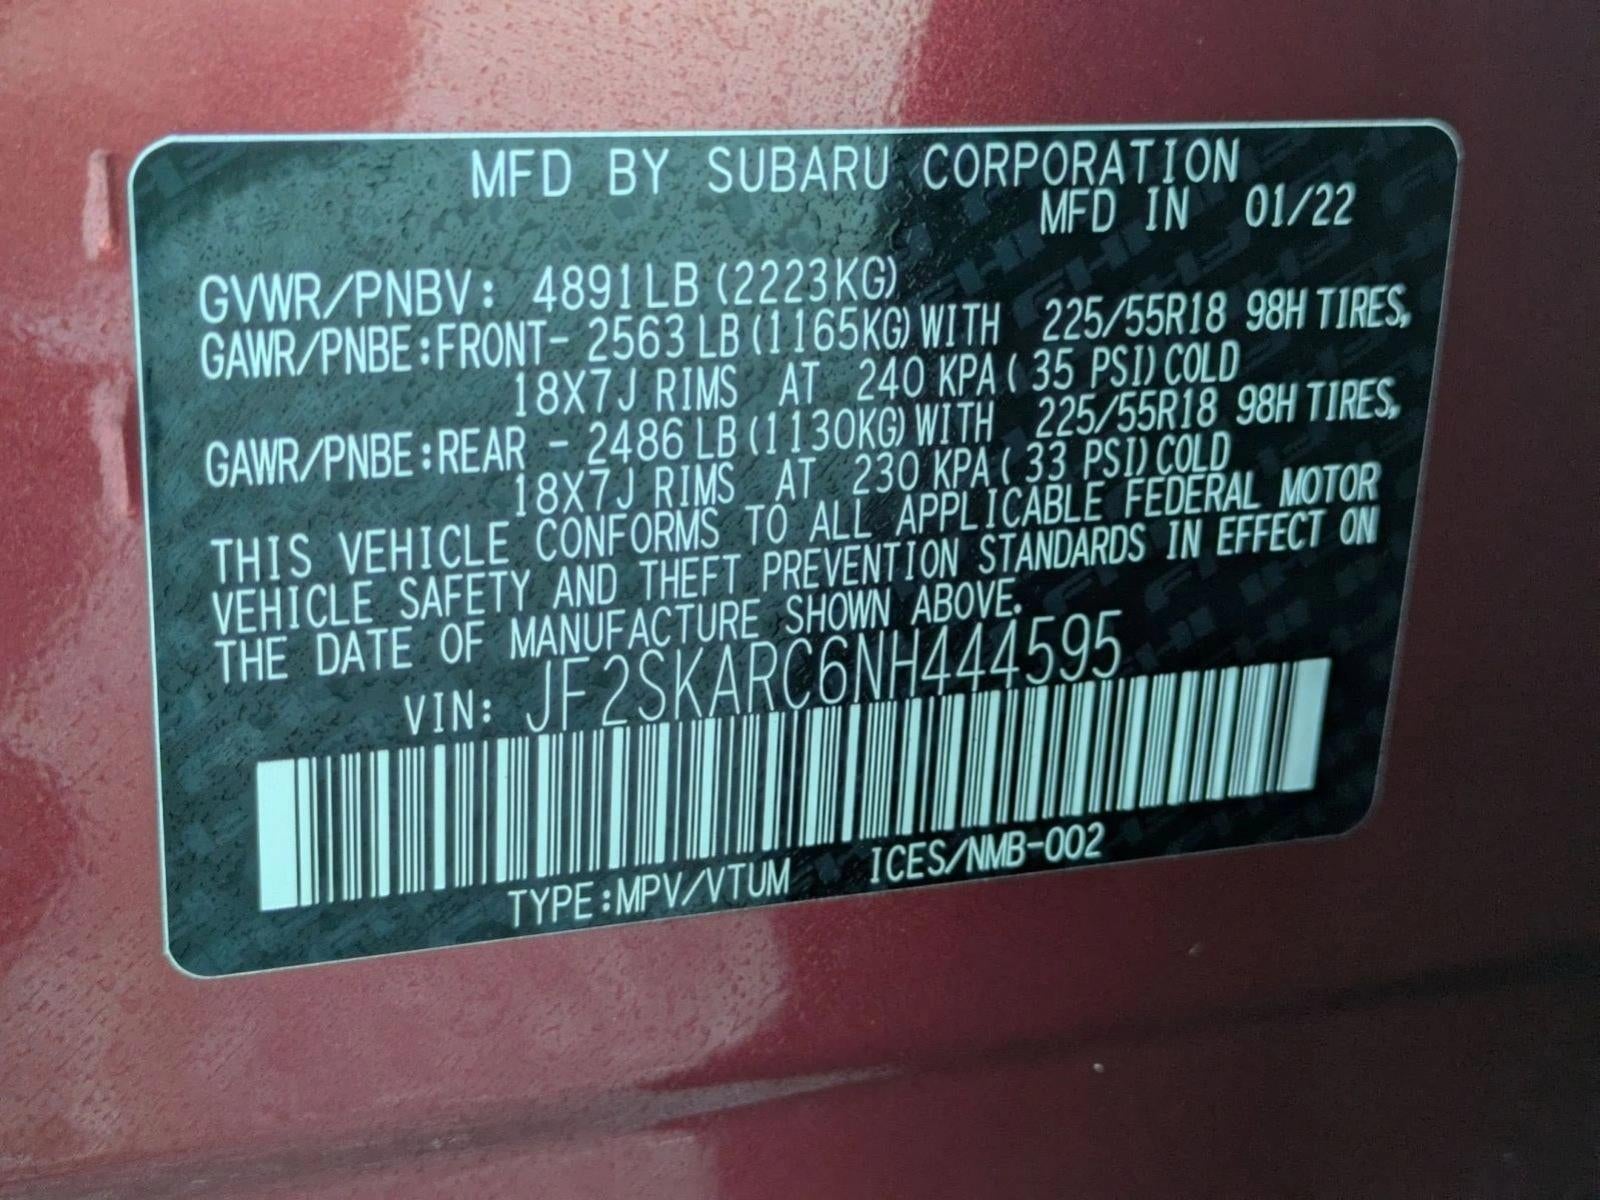 MFD BY SUBARU CORPORATION
MFD IN 01/22
GVWR/PNBV: 4891LB (2223KG)
GAWR/PNBE:FRONT- 2563 LB (1165KG) WITH 225/55R18 98H TIRES,
18X7J RIMS AT 240 KPA ( 35 PSI) COLD
GAWR/PNBE:REAR - 2486 LB (1130KG) WITH 225/55R18 98H TIRES,
18X7J RIMS AT 230 KPA ( 33 PSI) COLD
THIS VEHICLE CONFORMS TO ALL APPLICABLE FEDERAL MOTOR
VEHICLE SAFETY AND THEFT PREVENTION STANDARDS IN EFFECT ON
THE DATE OF MANUFACTURE SHOWN ABOVE.
VIN: JF2SKARC6NH444595
TYPE:MPV/VTUM ICES/NMB-002